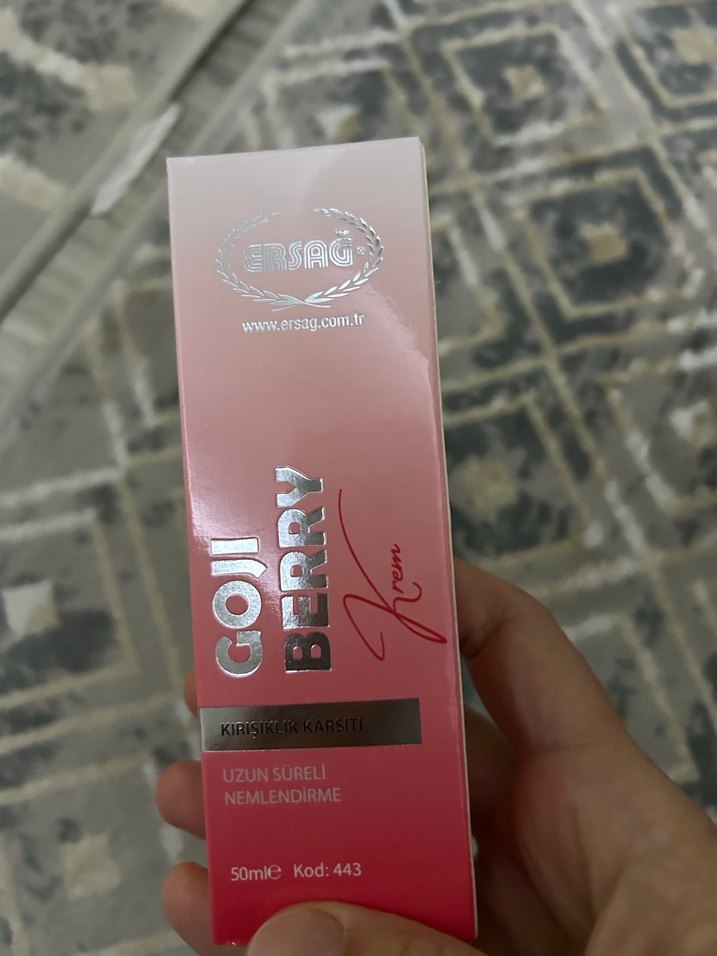 ERSAĞ®
www.ersag.com.tr
GOJI
BERRY
Krem
KIRIŞIKLIK KARŞITI
UZUN SÜRELİ
NEMLENDİRME
50ml℮ Kod: 443